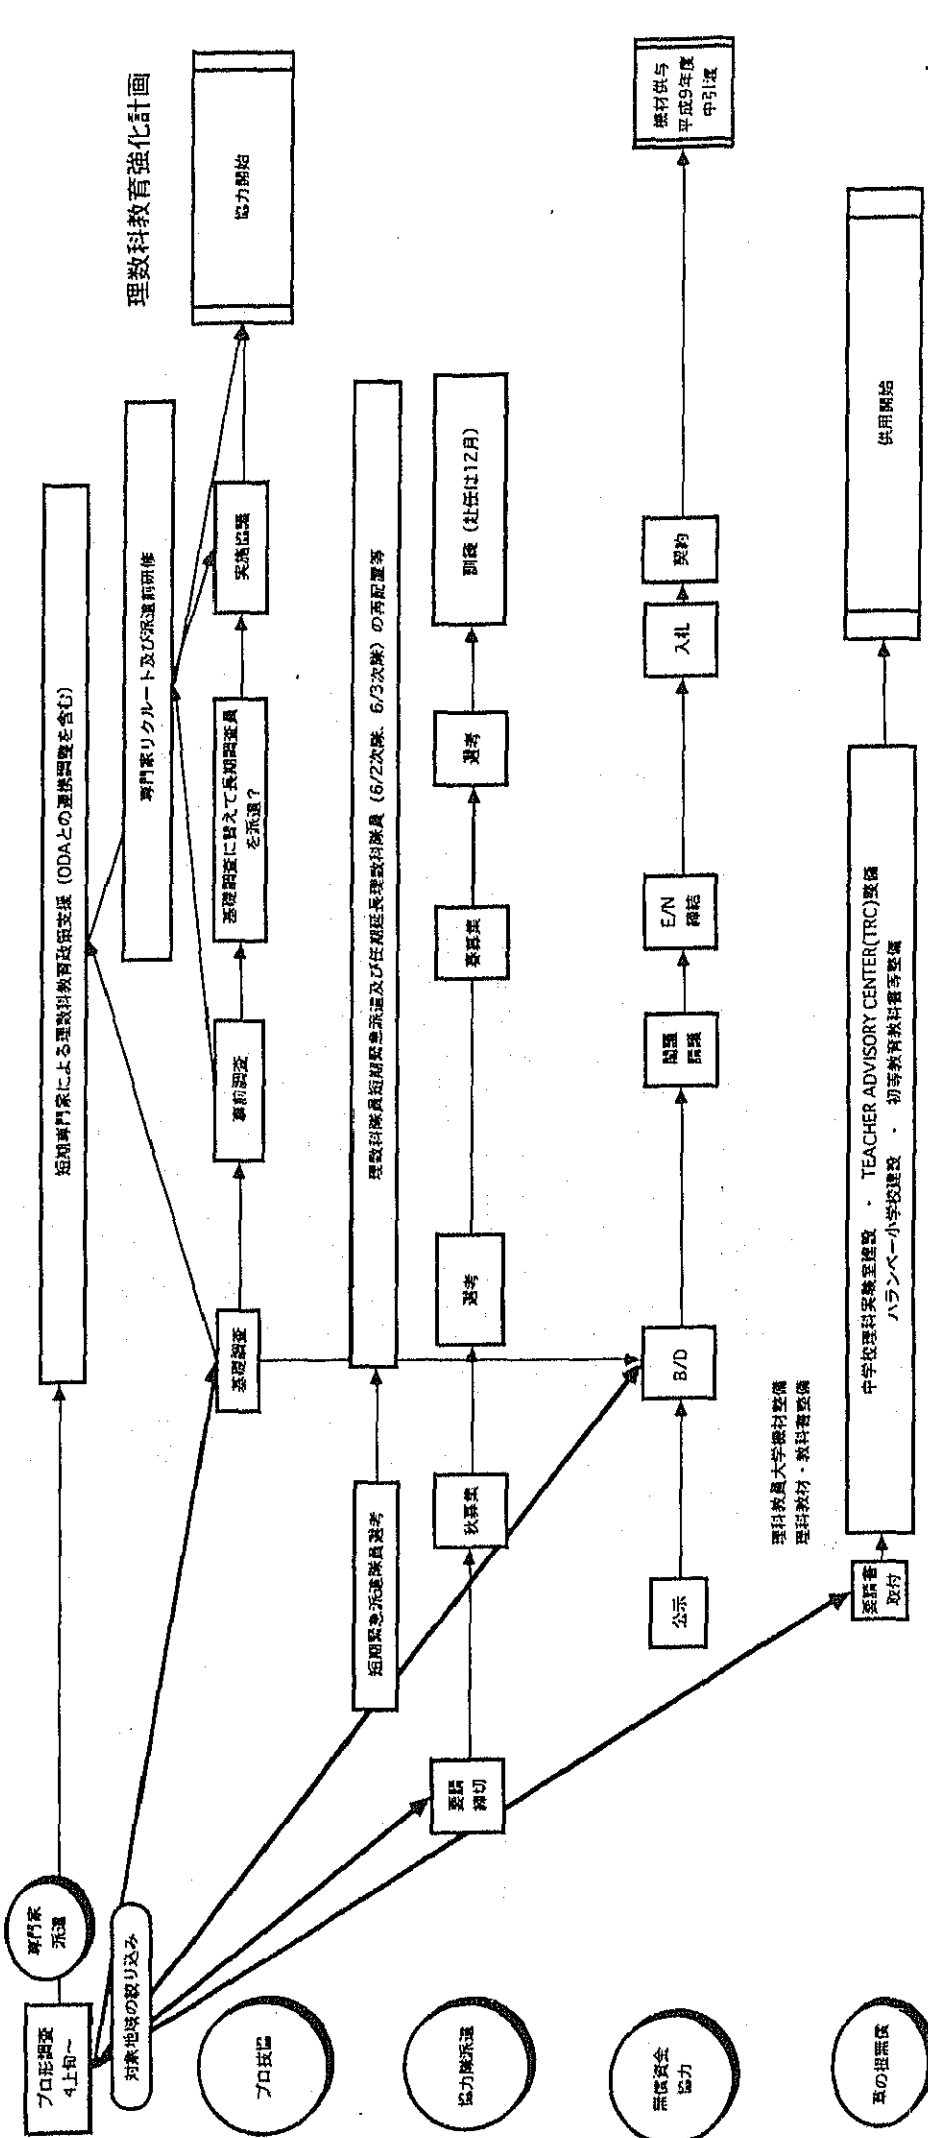 理数科教育強化計画
プロ形調査
4上旬~
専門家
派遣
短期専門家による理数科教育政策支援(ODAとの連携調整を含む)
対象地域の絞り込み
専門家リクルート及び派遣前研修
プロ技協
基礎調査
事前調査
基礎調査に替えて長期調査員
を派遣?
実施協議
協力開始
短期緊急派遣隊員選考
理数科隊員短期緊急派遣及び任期延長理数科隊員(6/2次隊、6/3次隊)の再配置等
協力隊派遣
要請
締切
秋募集
選考
春募集
選考
訓練(赴任は12月)
無償資金
協力
公示
B/D
閣議
請議
E/N
締結
入札
契約
機材供与
平成9年度
中引渡
理科教員大学機材整備
理科教材・教科書整備
草の根無償
要請書
取付
中学校理科実験室建設 ・ TEACHER ADVISORY CENTER(TRC)整備
ハランベー小学校建設 ・ 初等教育教科書等整備
供用開始